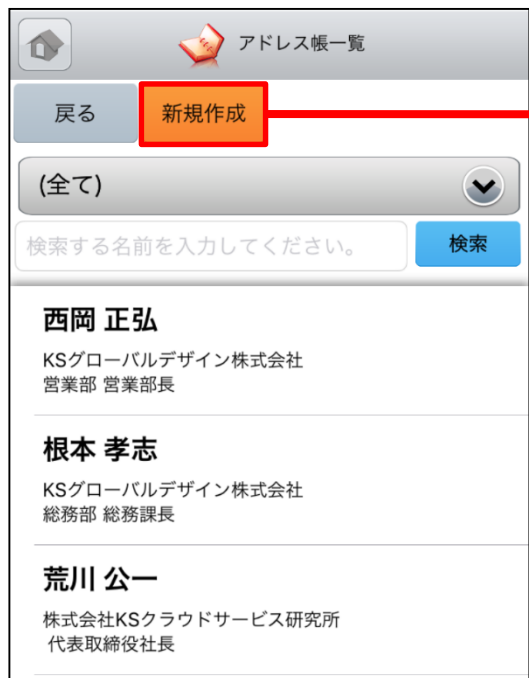 アドレス帳一覧
戻る 新規作成
(全て)
検索する名前を入力してください。 検索
西岡 正弘
KSグローバルデザイン株式会社
営業部 営業部長
根本 孝志
KSグローバルデザイン株式会社
総務部 総務課長
荒川 公一
株式会社KSクラウドサービス研究所
代表取締役社長